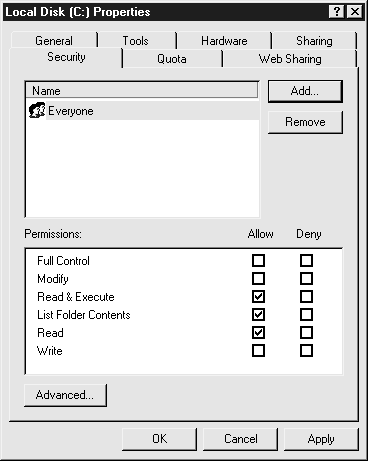 Local Disk (C:) Properties
General Tools Hardware Sharing
Security Quota Web Sharing
Name
Everyone
Add...
Remove
Permissions: Allow Deny
Full Control
Modify
Read & Execute
List Folder Contents
Read
Write
Advanced...
OK Cancel Apply